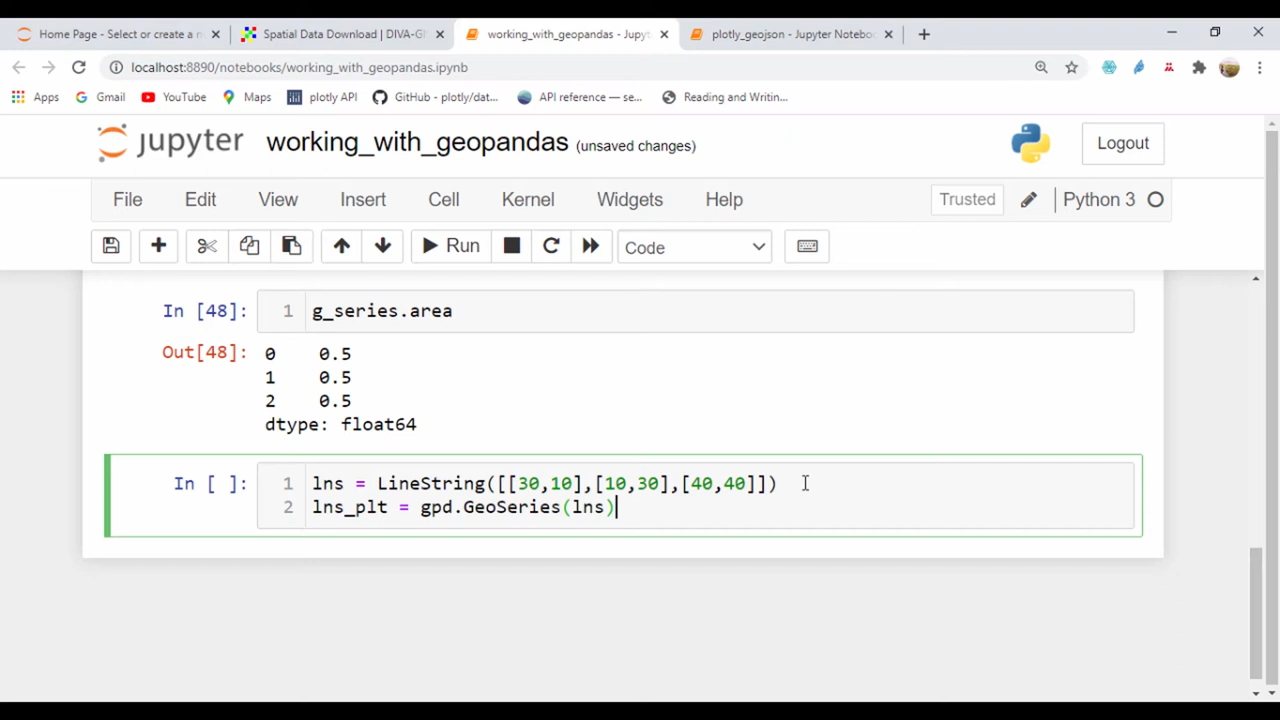 Home Page - Select or create a n
Spatial Data Download | DIVA-GI
working_with_geopandas - Jupyt
plotly_geojson - Jupyter Notebook
localhost:8890/notebooks/working_with_geopandas.ipynb
Apps Gmail YouTube Maps plotly API GitHub - plotly/dat... API reference — se... Reading and Writin...
jupyter working_with_geopandas (unsaved changes) Logout
File Edit View Insert Cell Kernel Widgets Help Trusted Python 3
Run Code
In [48]: 1 g_series.area
Out[48]: 0 0.5
1 0.5
2 0.5
dtype: float64
In [ ]: 1 lns = LineString([[30,10],[10,30],[40,40]])
2 lns_plt = gpd.GeoSeries(lns)